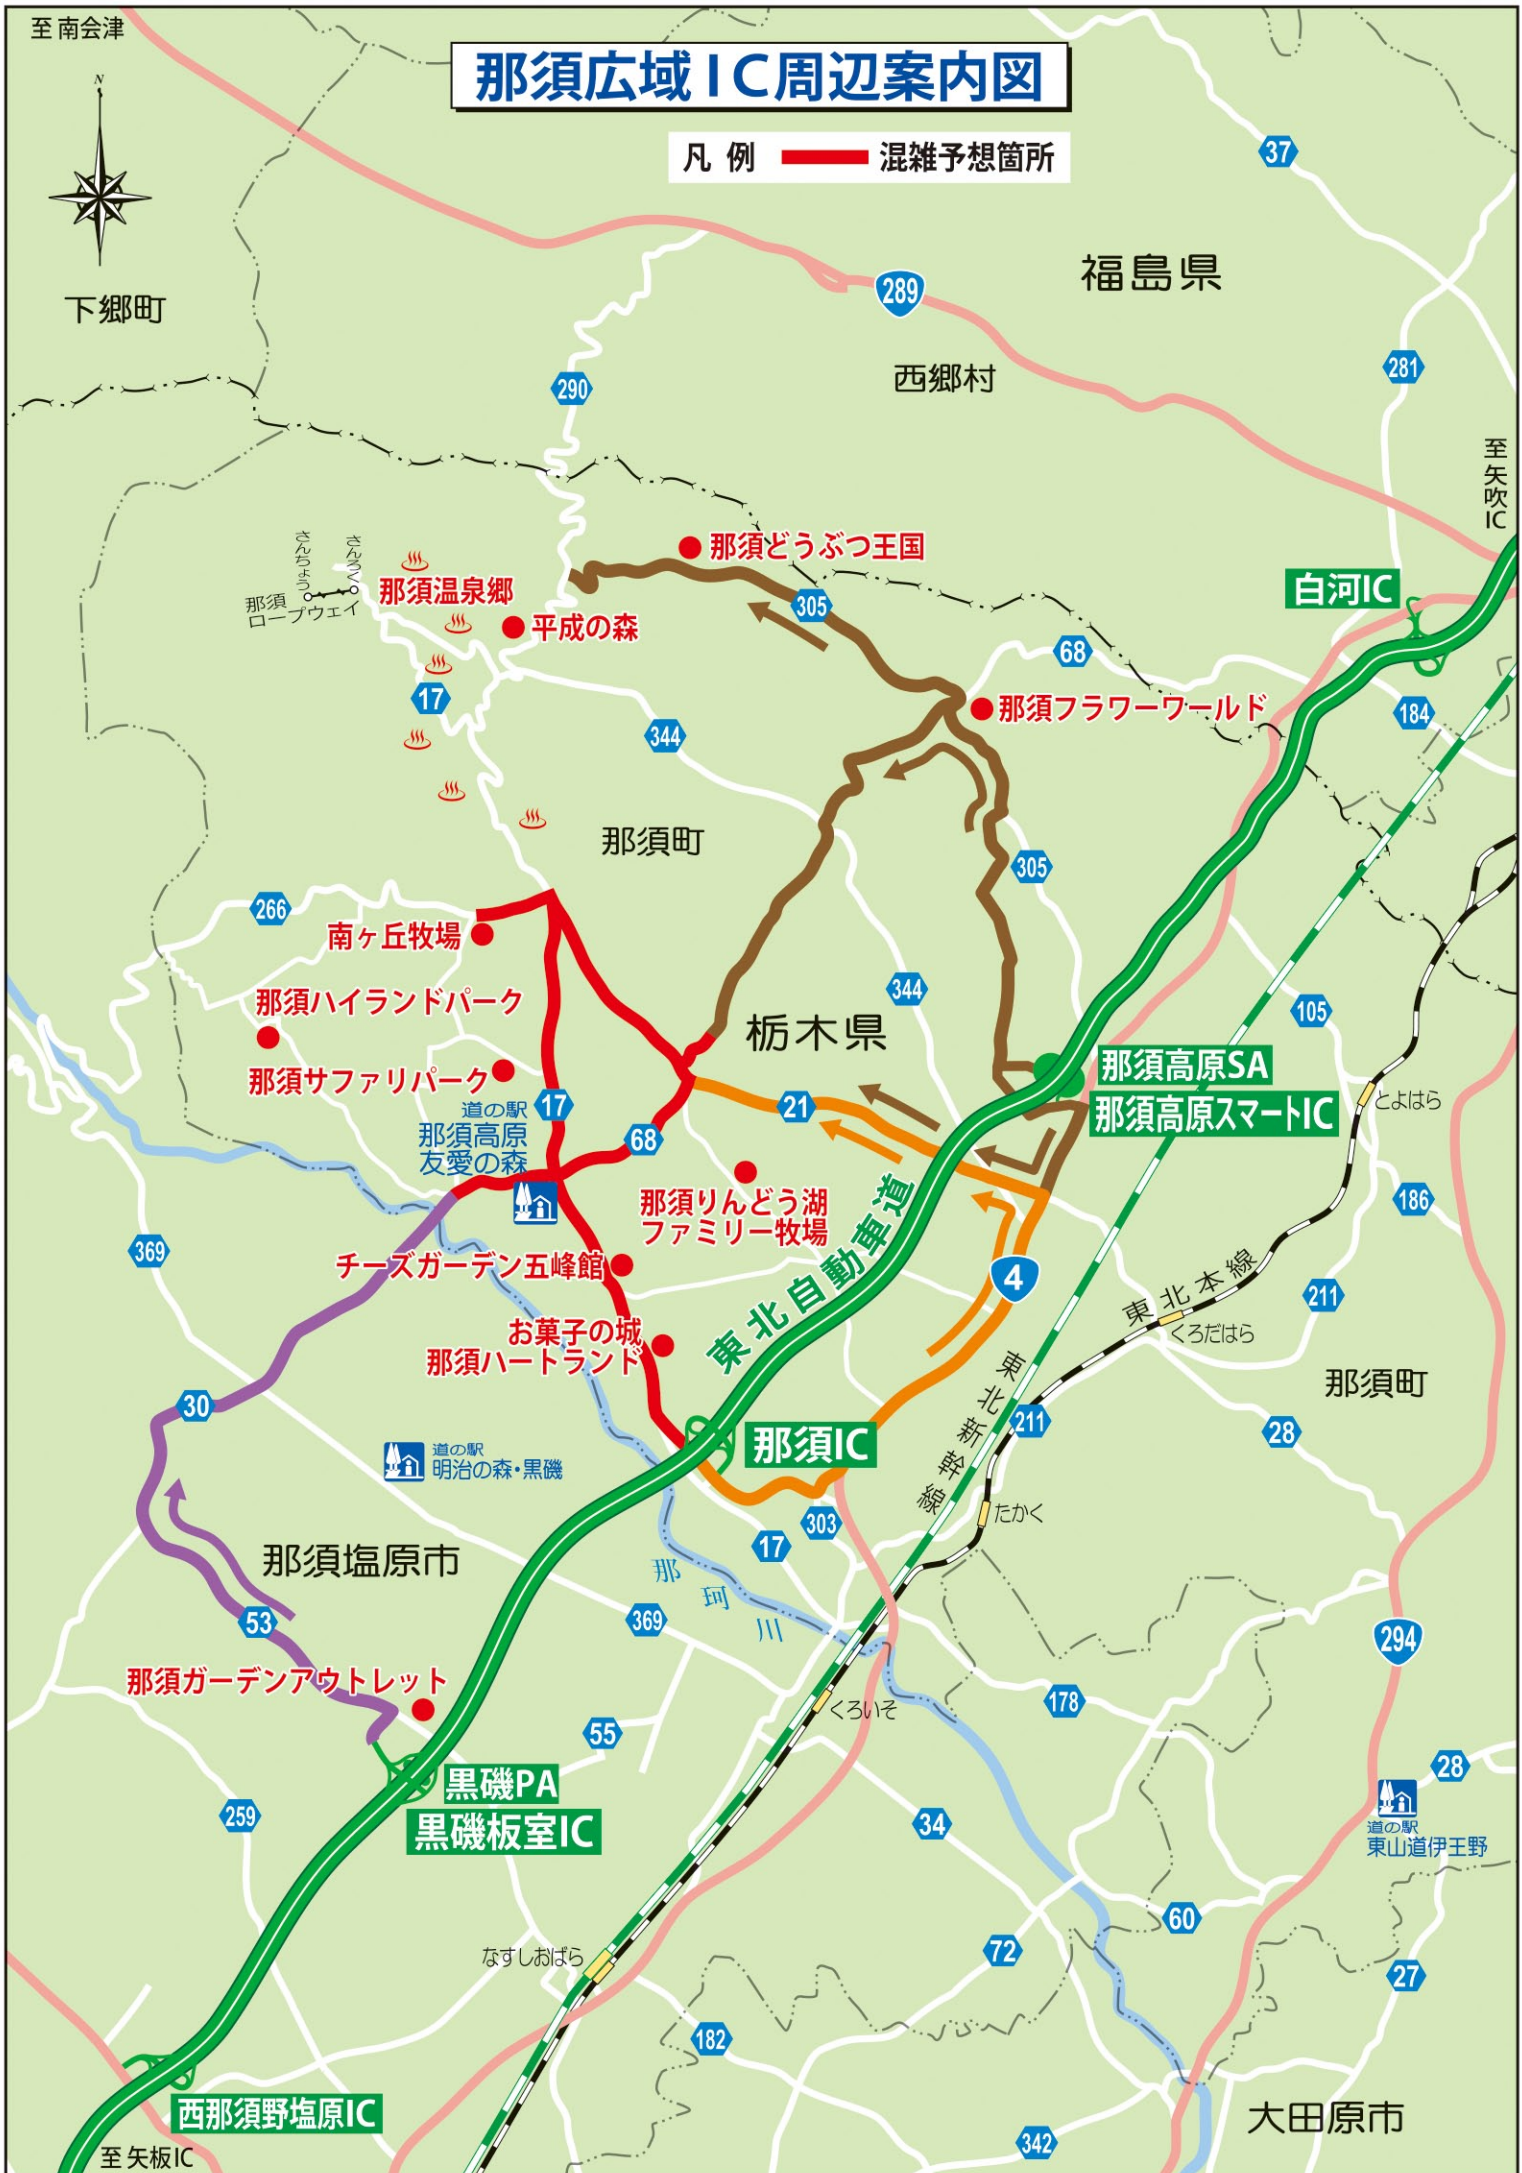 至 南会津
那須広域IC周辺案内図
凡例
混雑予想箇所
N
37
福島県
下郷町
289
西郷村
281
290
至矢吹IC
さんちょう
さんろく
那須
ロープウェイ
那須どうぶつ王国
那須温泉郷
平成の森
305
白河IC
68
那須フラワーワールド
17
344
184
那須町
305
266
南ヶ丘牧場
344
105
那須ハイランドパーク
栃木県
那須サファリパーク
那須高原SA
那須高原スマートIC
とよはら
道の駅
那須高原
友愛の森
17
21
68
186
那須りんどう湖
ファミリー牧場
369
チーズガーデン五峰館
東北自動車道
4
東北本線
211
くろだはら
お菓子の城
那須ハートランド
東北新幹線
那須町
30
211
28
那須IC
道の駅
明治の森・黒磯
たかく
303
17
那須塩原市
那珂川
53
369
294
那須ガーデンアウトレット
くろいそ
178
55
28
黒磯PA
黒磯板室IC
259
34
道の駅
東山道伊王野
60
72
なすしおばら
27
182
西那須野塩原IC
大田原市
342
至 矢板IC